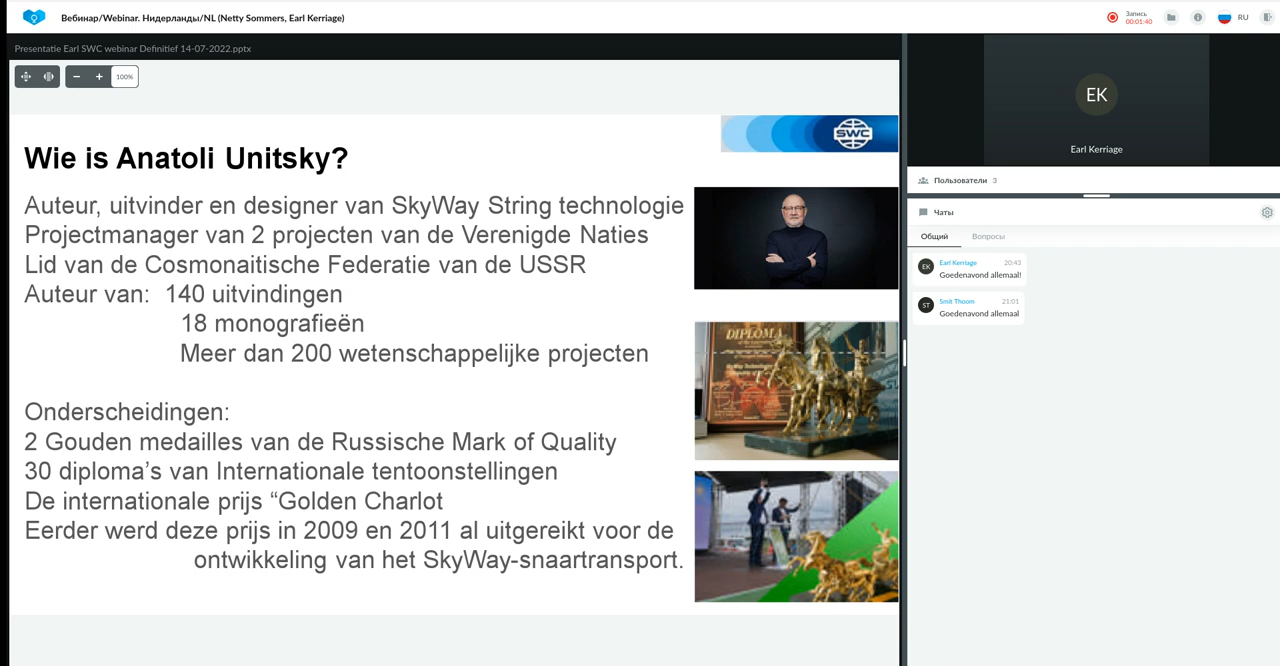 Вебинар/Webinar. Нидерланды/NL (Netty Sommers, Earl Kerriage)
Запись
00:01:40
RU
Presentatie Earl SWC webinar Definitief 14-07-2022.pptx
100%
Wie is Anatoli Unitsky?
SWC
Auteur, uitvinder en designer van SkyWay String technologie
Projectmanager van 2 projecten van de Verenigde Naties
Lid van de Cosmonaitische Federatie van de USSR
Auteur van: 140 uitvindingen
18 monografieën
Meer dan 200 wetenschappelijke projecten
DIPLOMA
Onderscheidingen:
2 Gouden medailles van de Russische Mark of Quality
30 diploma's van Internationale tentoonstellingen
De internationale prijs “Golden Charlot
Eerder werd deze prijs in 2009 en 2011 al uitgereikt voor de
ontwikkeling van het SkyWay-snaartransport.
EK
Earl Kerriage
Пользователи 3
Чаты
Общий Вопросы
EK Earl Kerriage 20:43
Goedenavond allemaal!
ST Smit Thoom 21:01
Goedenavond allemaal